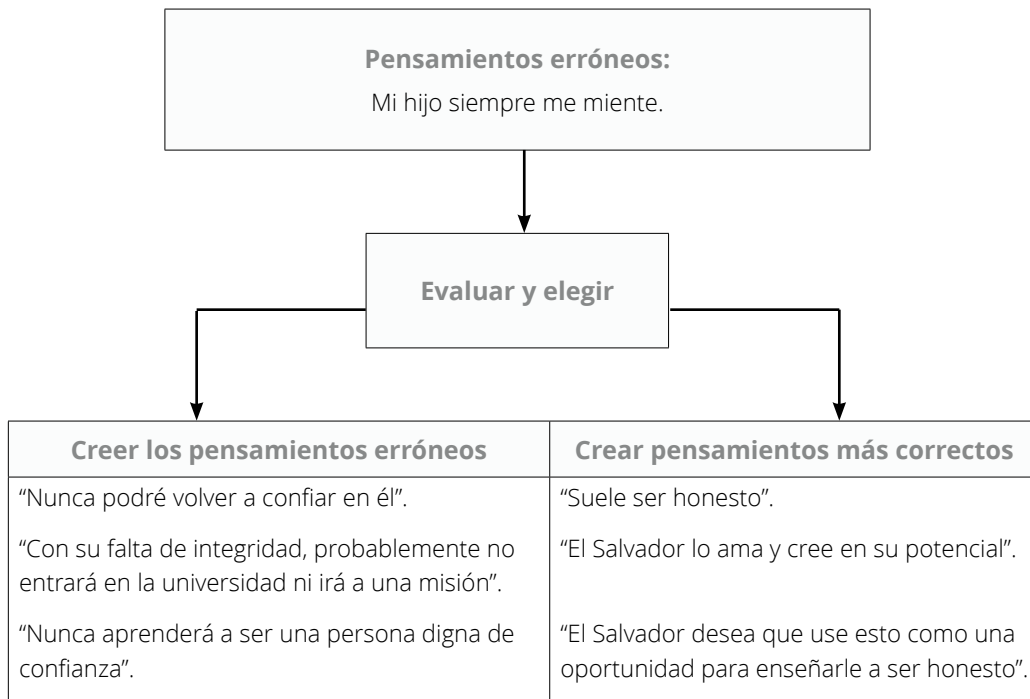 Pensamientos erróneos:
Mi hijo siempre me miente.
Evaluar y elegir
Creer los pensamientos erróneos
Crear pensamientos más correctos
“Nunca podré volver a confiar en él”.
“Suele ser honesto”.
“Con su falta de integridad, probablemente no
entrará en la universidad ni irá a una misión”.
“El Salvador lo ama y cree en su potencial”.
“Nunca aprenderá a ser una persona digna de
confianza”.
“El Salvador desea que use esto como una
oportunidad para enseñarle a ser honesto”.